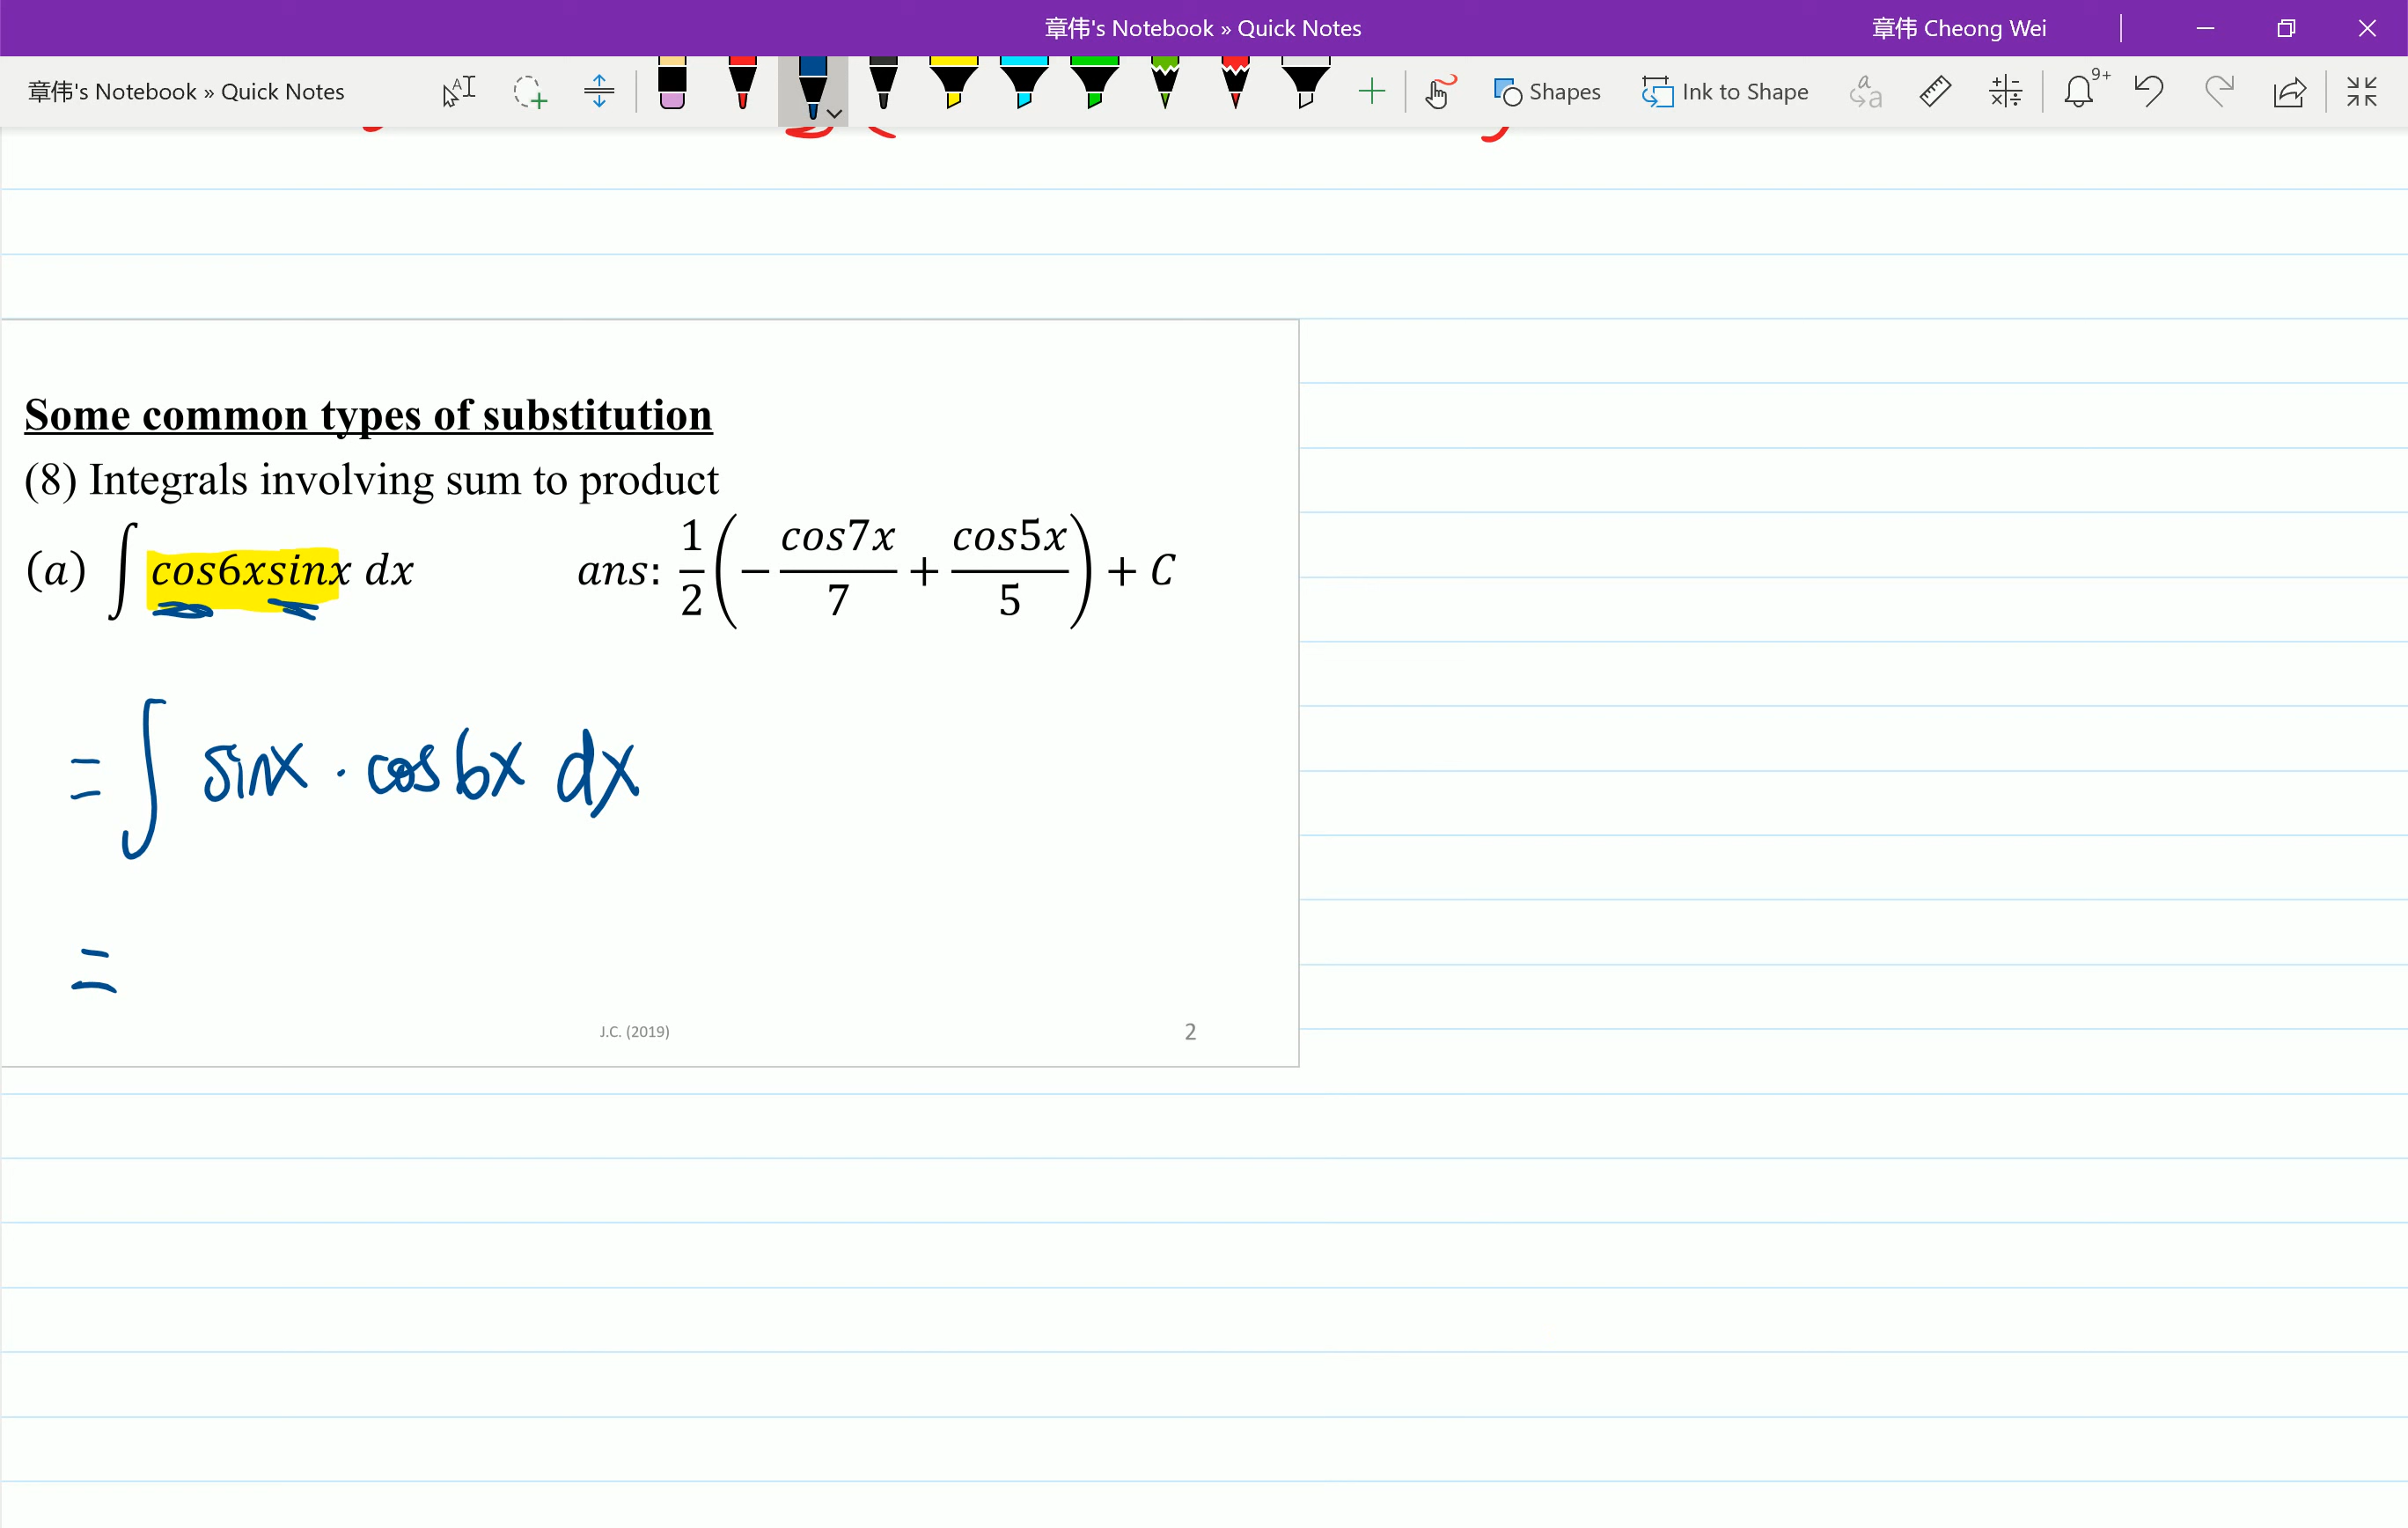 章伟's Notebook » Quick Notes
章伟 Cheong Wei
章伟's Notebook » Quick Notes
Shapes
Ink to Shape
9+
Some common types of substitution
(8) Integrals involving sum to product
(a) ∫ cos6xsinx dx ans: 1/2 (− cos7x/7 + cos5x/5) + C
= ∫ sinx · cos6x dx
=
J.C. (2019)
2